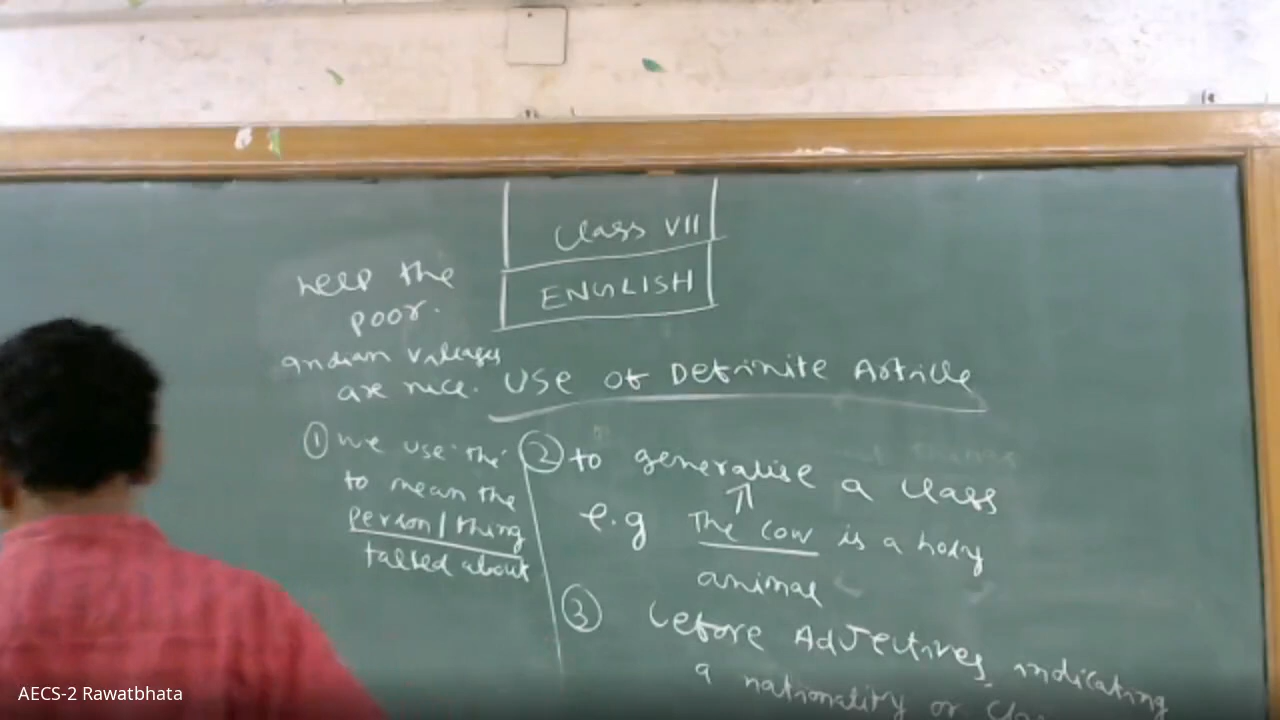 Class VII
ENGLISH
Help the
poor.
Indian Villages
are nice.
Use of Definite Article
① We use 'the'
to mean the
person/thing
talked about
② to generalise a class
e.g The cow is a holy
animal
③ before Adjectives indicating
a nationality or
AECS-2 Rawatbhata